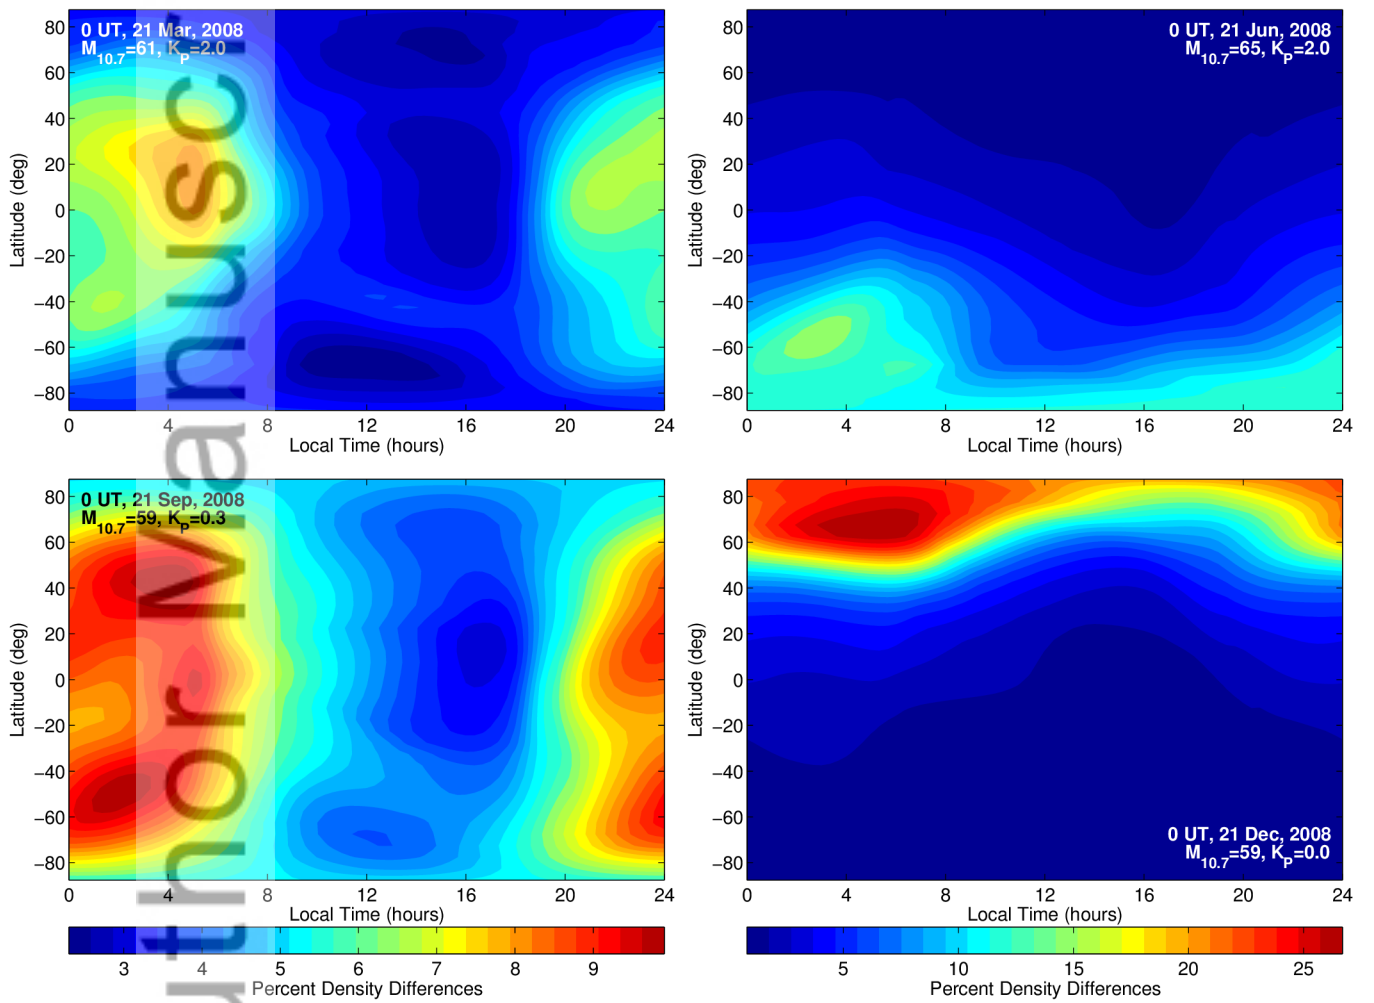 0 UT, 21 Mar, 2008
M10.7=61, KP=2.0
80
60
40
20
0
−20
−40
−60
−80
Latitude (deg)
0 4 8 12 16 20 24
Local Time (hours)
0 UT, 21 Jun, 2008
M10.7=65, KP=2.0
80
60
40
20
0
−20
−40
−60
−80
Latitude (deg)
0 4 8 12 16 20 24
Local Time (hours)
0 UT, 21 Sep, 2008
M10.7=59, KP=0.3
80
60
40
20
0
−20
−40
−60
−80
Latitude (deg)
0 4 8 12 16 20 24
Local Time (hours)
3 4 5 6 7 8 9
Percent Density Differences
80
60
40
20
0
−20
−40
−60
−80
Latitude (deg)
0 UT, 21 Dec, 2008
M10.7=59, KP=0.0
0 4 8 12 16 20 24
Local Time (hours)
5 10 15 20 25
Percent Density Differences
uthor Manuscr